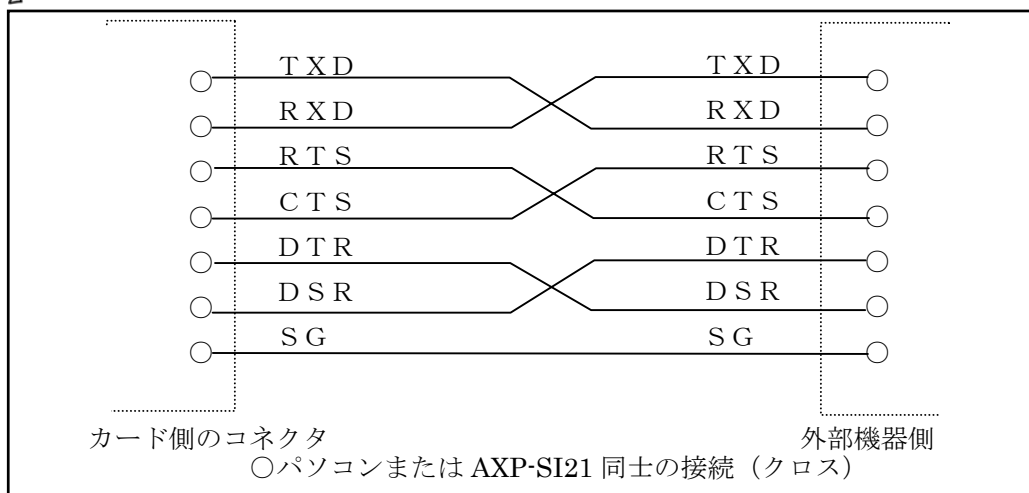 TXD TXD
RXD RXD
RTS RTS
CTS CTS
DTR DTR
DSR DSR
SG SG
カード側のコネクタ 外部機器側
○パソコンまたは AXP-SI21 同士の接続（クロス）